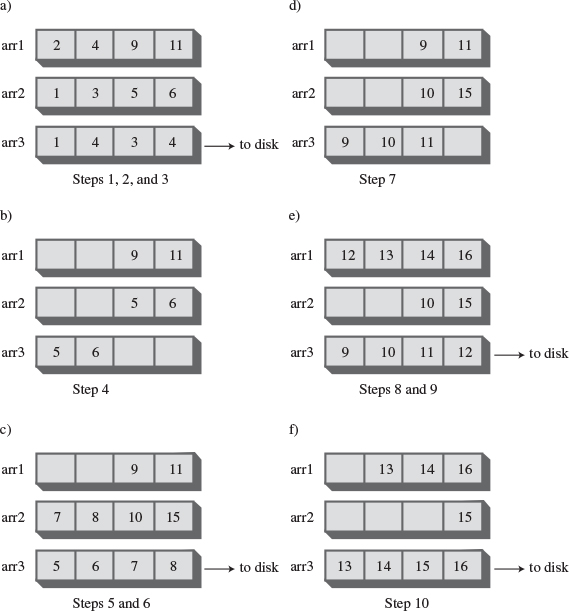 a)
arr1 2 4 9 11
arr2 1 3 5 6
arr3 1 4 3 4 to disk
Steps 1, 2, and 3
b)
arr1 9 11
arr2 5 6
arr3 5 6
Step 4
c)
arr1 9 11
arr2 7 8 10 15
arr3 5 6 7 8 to disk
Steps 5 and 6
d)
arr1 9 11
arr2 10 15
arr3 9 10 11
Step 7
e)
arr1 12 13 14 16
arr2 10 15
arr3 9 10 11 12 to disk
Steps 8 and 9
f)
arr1 13 14 16
arr2 15
arr3 13 14 15 16 to disk
Step 10